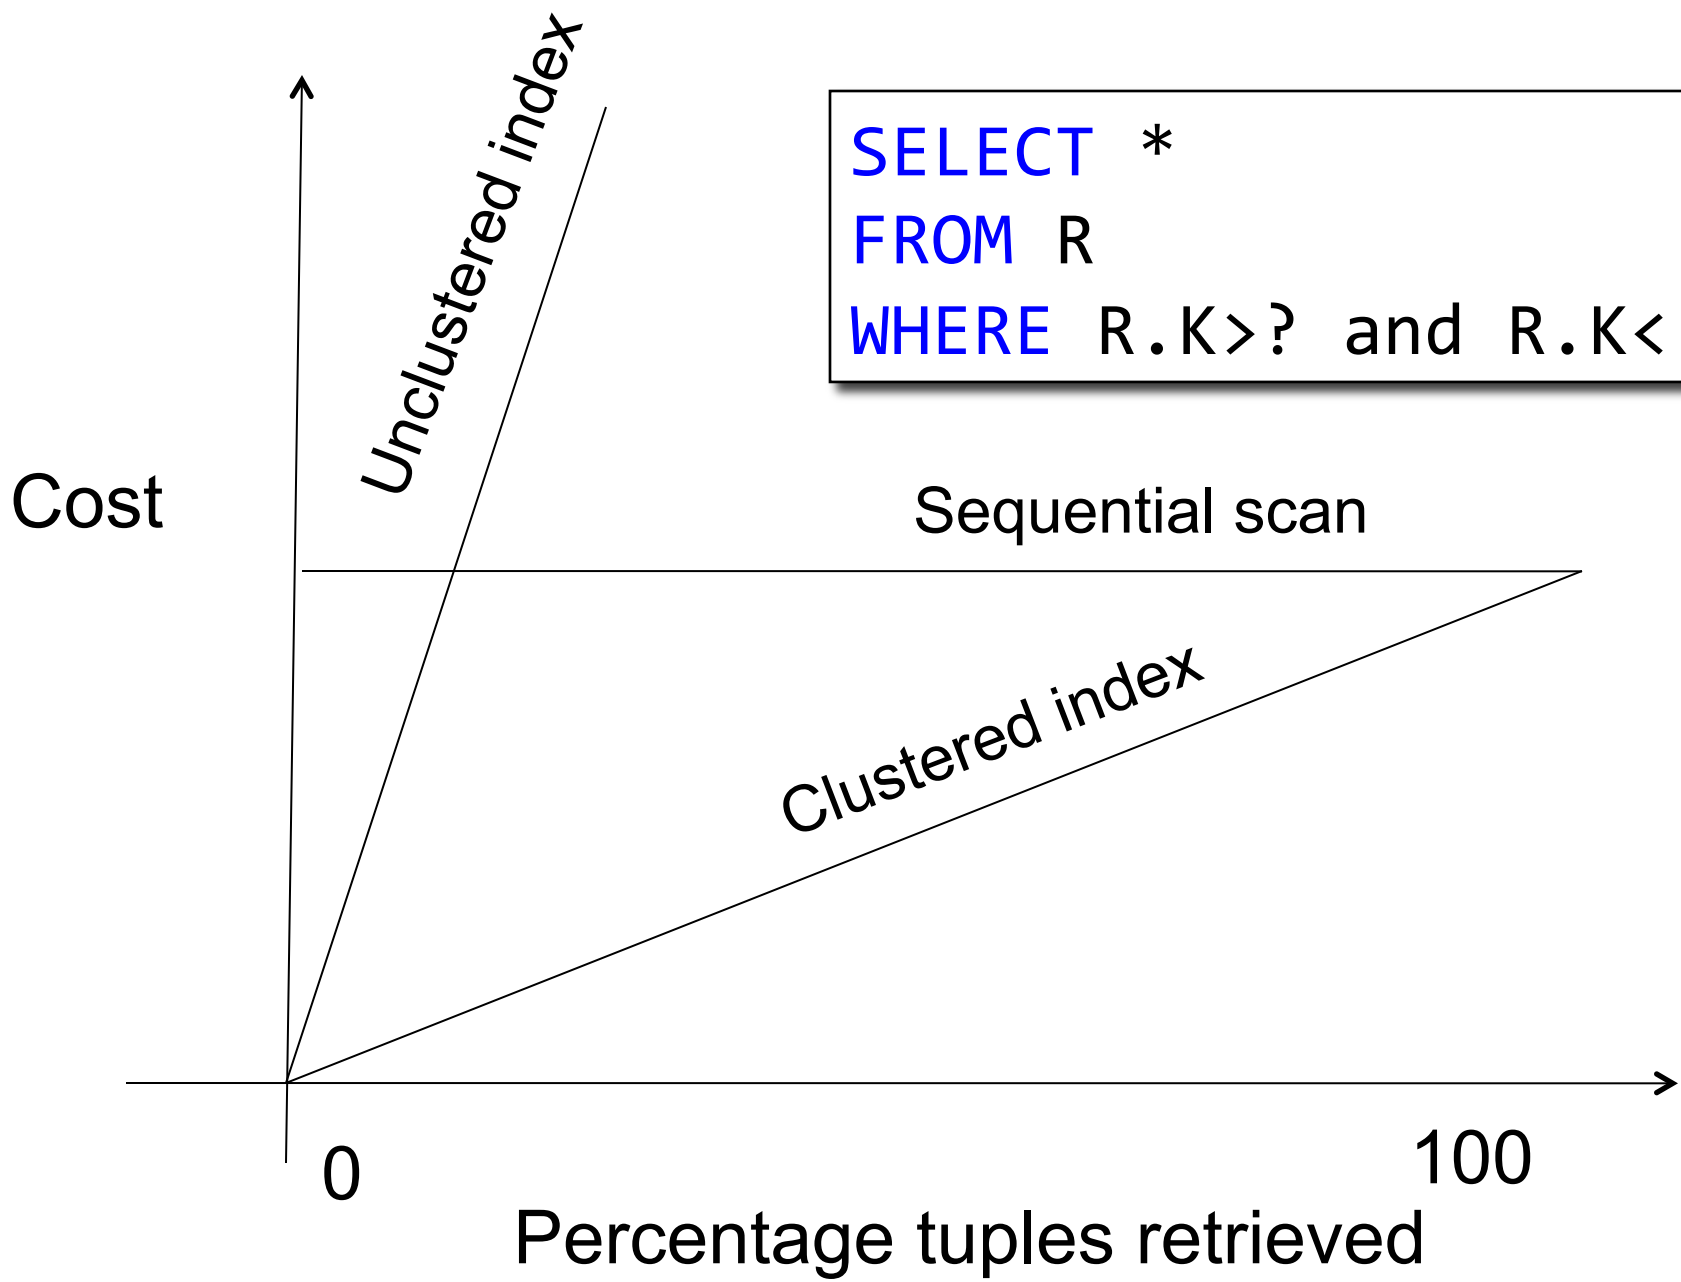 Unclustered index
SELECT *
FROM R
WHERE R.K>? and R.K<
Cost
Sequential scan
Clustered index
0
100
Percentage tuples retrieved